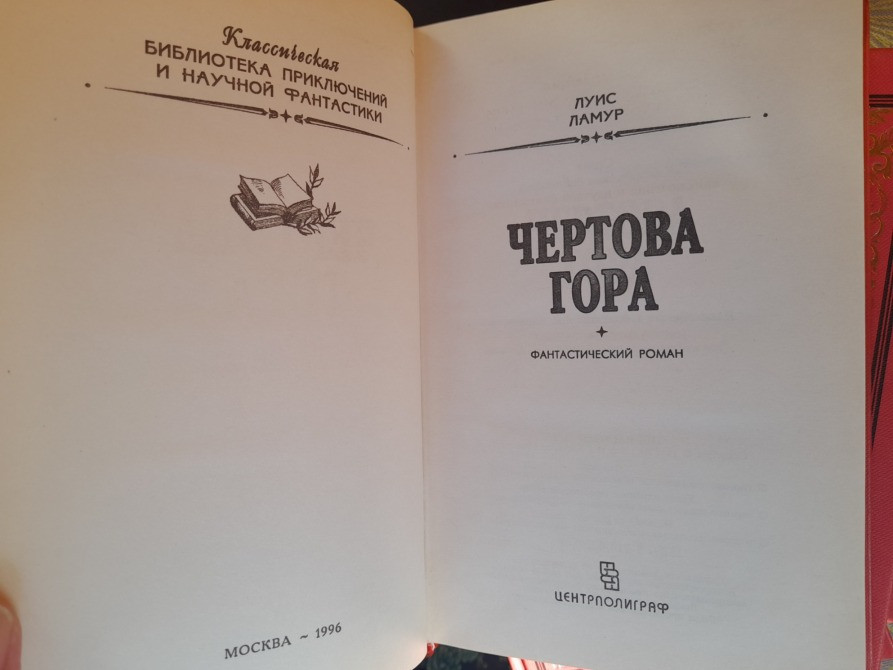 Классическая
БИБЛИОТЕКА ПРИКЛЮЧЕНИЙ
И НАУЧНОЙ ФАНТАСТИКИ
МОСКВА ~ 1996
ЛУИС
ЛАМУР
ЧЕРТОВА
ГОРА
ФАНТАСТИЧЕСКИЙ РОМАН
ЦЕНТРПОЛИГРАФ